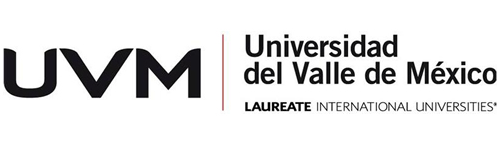 UVM
Universidad
del Valle de México
LAUREATE INTERNATIONAL UNIVERSITIES®